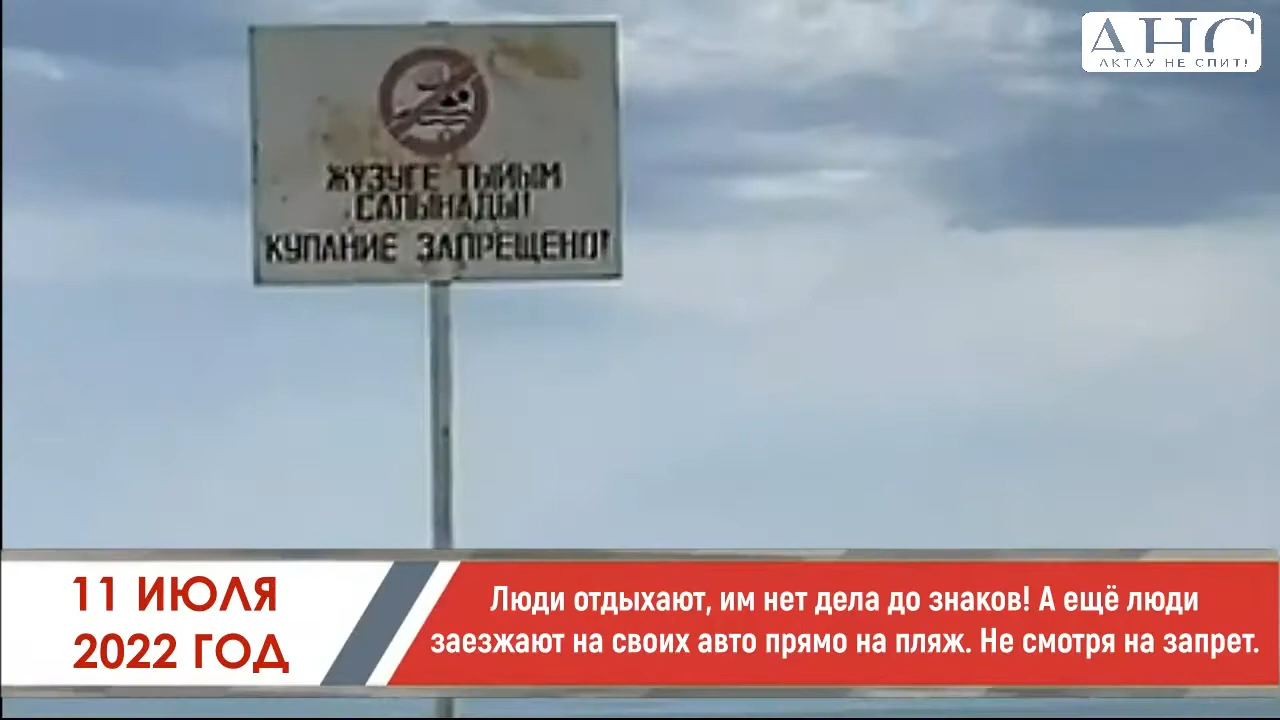 АНС
АКТАУ НЕ СПИТ!
ЖҮЗУГЕ ТЫЙЫМ
САЛЫНАДЫ!
КУПАНИЕ ЗАПРЕЩЕНО!
11 ИЮЛЯ
2022 ГОД
Люди отдыхают, им нет дела до знаков! А ещё люди
заезжают на своих авто прямо на пляж. Не смотря на запрет.